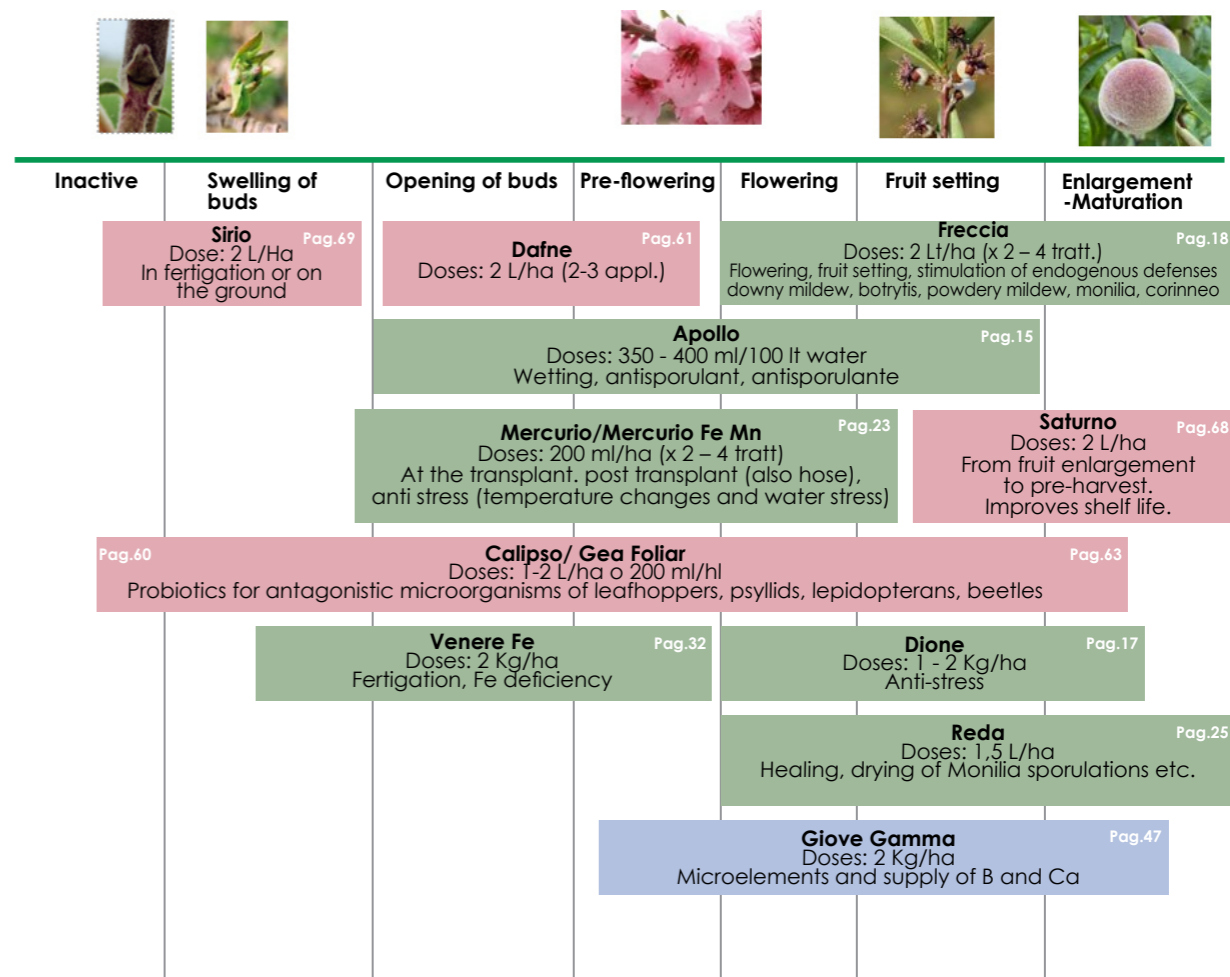 Inactive
Swelling of
buds
Opening of buds
Pre-flowering
Flowering
Fruit setting
Enlargement
-Maturation
Sirio
Pag.69
Dose: 2 L/Ha
In fertigation or on
the ground
Dafne
Pag.61
Doses: 2 L/ha (2-3 appl.)
Freccia
Pag.18
Doses: 2 Lt/ha (x 2 – 4 tratt.)
Flowering, fruit setting, stimulation of endogenous defenses
downy mildew, botrytis, powdery mildew, monilia, corinneo
Apollo
Pag.15
Doses: 350 - 400 ml/100 lt water
Wetting, antisporulant, antisporulante
Mercurio/Mercurio Fe Mn
Pag.23
Doses: 200 ml/ha (x 2 – 4 tratt)
At the transplant. post transplant (also hose),
anti stress (temperature changes and water stress)
Saturno
Pag.68
Doses: 2 L/ha
From fruit enlargement
to pre-harvest.
Improves shelf life.
Pag.60
Calipso/ Gea Foliar
Pag.63
Doses: 1-2 L/ha o 200 ml/hl
Probiotics for antagonistic microorganisms of leafhoppers, psyllids, lepidopterans, beetles
Venere Fe
Pag.32
Doses: 2 Kg/ha
Fertigation, Fe deficiency
Dione
Pag.17
Doses: 1 - 2 Kg/ha
Anti-stress
Reda
Pag.25
Doses: 1,5 L/ha
Healing, drying of Monilia sporulations etc.
Giove Gamma
Pag.47
Doses: 2 Kg/ha
Microelements and supply of B and Ca